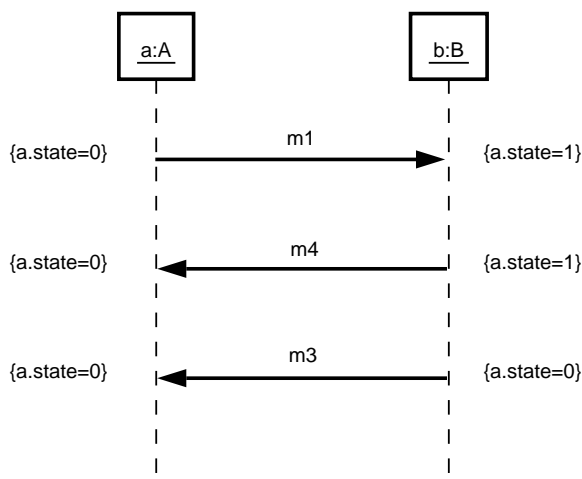 a:A
b:B
{a.state=0}
m1
{a.state=1}
{a.state=0}
m4
{a.state=1}
{a.state=0}
m3
{a.state=0}